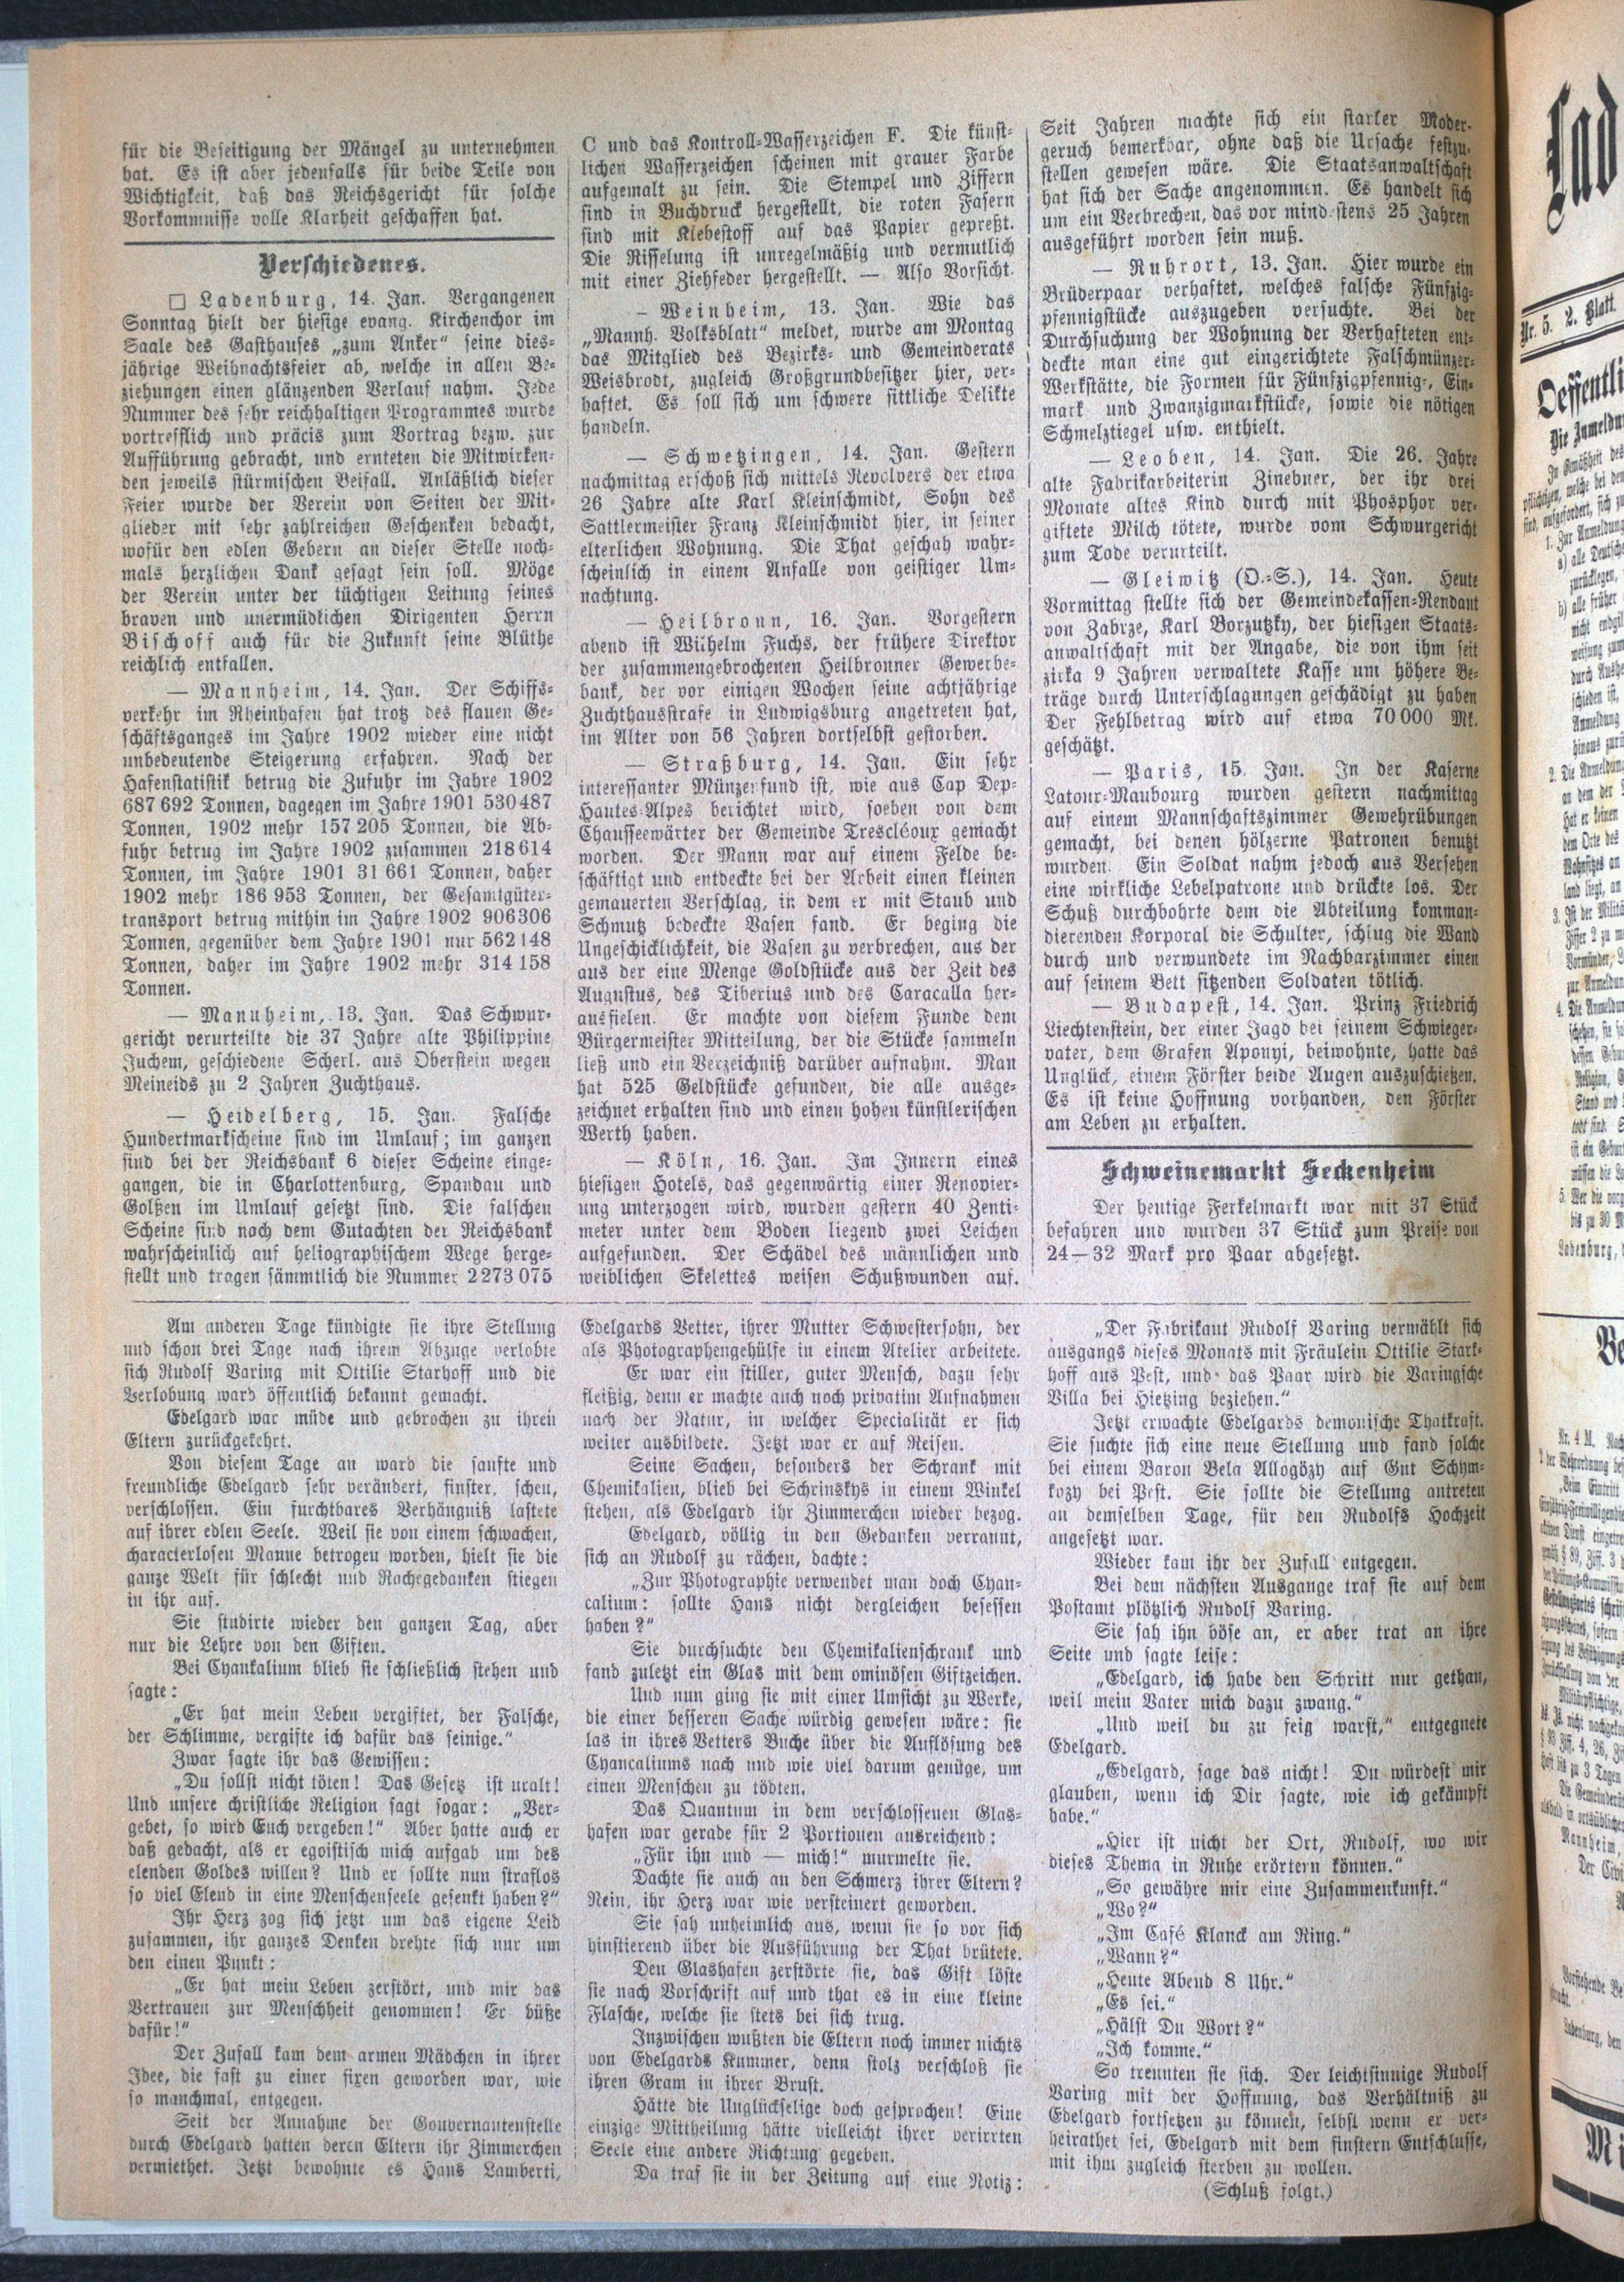 für die Beseitigung der Mängel zu unternehmen
hat. Es ist aber jedenfalls für beide Teile von
Wichtigkeit, daß das Reichsgericht für solche
Vorkommnisse volle Klarheit geschaffen hat.
Verschiedenes.
□ Ladenburg, 14. Jan. Vergangenen
Sonntag hielt der hiesige evang. Kirchenchor im
Saale des Gasthauses „zum Anker“ seine dies-
jährige Weihnachtsfeier ab, welche in allen Be-
ziehungen einen glänzenden Verlauf nahm. Jede
Nummer des sehr reichhaltigen Programmes wurde
vortrefflich und präcis zum Vortrag bezw. zur
Aufführung gebracht, und ernteten die Mitwirken-
den jeweils stürmischen Beifall. Anläßlich dieser
Feier wurde der Verein von Seiten der Mit-
glieder mit sehr zahlreichen Geschenken bedacht,
wofür den edlen Gebern an dieser Stelle noch-
mals herzlichen Dank gesagt sein soll. Möge
der Verein unter der tüchtigen Leitung seines
braven und unermüdlichen Dirigenten Herrn
Bischoff auch für die Zukunft seine Blüthe
reichlich entfallen.
— Mannheim, 14. Jan. Der Schiffs-
verkehr im Rheinhafen hat trotz des flauen Ge-
schäftsganges im Jahre 1902 wieder eine nicht
unbedeutende Steigerung erfahren. Nach der
Hafenstatistik betrug die Zufuhr im Jahre 1902
687 692 Tonnen, dagegen im Jahre 1901 530 487
Tonnen, 1902 mehr 157 205 Tonnen, die Ab-
fuhr betrug im Jahre 1902 zusammen 218 614
Tonnen, im Jahre 1901 31 661 Tonnen, daher
1902 mehr 186 953 Tonnen, der Gesamtgüter-
transport betrug mithin im Jahre 1902 906 306
Tonnen, gegenüber dem Jahre 1901 nur 562 148
Tonnen, daher im Jahre 1902 mehr 314 158
Tonnen.
— Mannheim, 13. Jan. Das Schwur-
gericht verurteilte die 37 Jahre alte Philippine
Juchem, geschiedene Scherl. aus Oberstein wegen
Meineids zu 2 Jahren Zuchthaus.
— Heidelberg, 15. Jan. Falsche
Hundertmarkscheine sind im Umlauf; im ganzen
sind bei der Reichsbank 6 dieser Scheine einge-
gangen, die in Charlottenburg, Spandau und
Golßen im Umlauf gesetzt sind. Die falschen
Scheine sind nach dem Gutachten der Reichsbank
wahrscheinlich auf heliographischem Wege herge-
stellt und tragen sämmtlich die Nummer 2 273 075
C und das Kontroll-Wasserzeichen F. Die künst-
lichen Wasserzeichen scheinen mit grauer Farbe
aufgemalt zu sein. Die Stempel und Ziffern
sind in Buchdruck hergestellt, die roten Fasern
sind mit Klebestoff auf das Papier gepreßt.
Die Riffelung ist unregelmäßig und vermutlich
mit einer Ziehfeder hergestellt. — Also Vorsicht.
– Weinheim, 13. Jan. Wie das
„Mannh. Volksblatt“ meldet, wurde am Montag
das Mitglied des Bezirks- und Gemeinderats
Weisbrodt, zugleich Großgrundbesitzer hier, ver-
haftet. Es soll sich um schwere sittliche Delikte
handeln.
— Schwetzingen, 14. Jan. Gestern
nachmittag erschoß sich mittels Revolvers der etwa
26 Jahre alte Karl Kleinschmidt, Sohn des
Sattlermeister Franz Kleinschmidt hier, in seiner
elterlichen Wohnung. Die That geschah wahr-
scheinlich in einem Anfalle von geistiger Um-
nachtung.
— Heilbronn, 16. Jan. Vorgestern
abend ist Wilhelm Fuchs, der frühere Direktor
der zusammengebrochenen Heilbronner Gewerbe-
bank, der vor einigen Wochen seine achtjährige
Zuchthausstrafe in Ludwigsburg angetreten hat,
im Alter von 56 Jahren dortselbst gestorben.
— Straßburg, 14. Jan. Ein sehr
interessanter Münzenfund ist, wie aus Cap Dep-
Hautes-Alpes berichtet wird, soeben von dem
Chausseewärter der Gemeinde Trescléoux gemacht
worden. Der Mann war auf einem Felde be-
schäftigt und entdeckte bei der Arbeit einen kleinen
gemauerten Verschlag, in dem er mit Staub und
Schmutz bedeckte Vasen fand. Er beging die
Ungeschicklichkeit, die Vasen zu verbrechen, aus der
aus der eine Menge Goldstücke aus der Zeit des
Augustus, des Tiberius und des Caracalla her-
ausfielen. Er machte von diesem Funde dem
Bürgermeister Mitteilung, der die Stücke sammeln
ließ und ein Verzeichniß darüber aufnahm. Man
hat 525 Geldstücke gefunden, die alle ausge-
zeichnet erhalten sind und einen hohen künstlerischen
Werth haben.
— Köln, 16. Jan. Im Innern eines
hiesigen Hotels, das gegenwärtig einer Renovier-
ung unterzogen wird, wurden gestern 40 Zenti-
meter unter dem Boden liegend zwei Leichen
aufgefunden. Der Schädel des männlichen und
weiblichen Skelettes weisen Schußwunden auf.
Seit Jahren machte sich ein starker Moder-
geruch bemerkbar, ohne daß die Ursache festzu-
stellen gewesen wäre. Die Staatsanwaltschaft
hat sich der Sache angenommen. Es handelt sich
um ein Verbrechen, das vor mindestens 25 Jahren
ausgeführt worden sein muß.
— Ruhrort, 13. Jan. Hier wurde ein
Brüderpaar verhaftet, welches falsche Fünfzig-
pfennigstücke auszugeben versuchte. Bei der
Durchsuchung der Wohnung der Verhafteten ent-
deckte man eine gut eingerichtete Falschmünzer-
Werkstätte, die Formen für Fünfzigpfennig-, Ein-
mark und Zwanzigmarkstücke, sowie die nötigen
Schmelztiegel usw. enthielt.
— Leoben, 14. Jan. Die 26. Jahre
alte Fabrikarbeiterin Zinebner, der ihr drei
Monate altes Kind durch mit Phosphor ver-
giftete Milch tötete, wurde vom Schwurgericht
zum Tode verurteilt.
— Gleiwitz (O.-S.), 14. Jan. Heute
Vormittag stellte sich der Gemeindekassen-Rendant
von Zabrze, Karl Borzutzky, der hiesigen Staats-
anwaltschaft mit der Angabe, die von ihm seit
zirka 9 Jahren verwaltete Kasse um höhere Be-
träge durch Unterschlagungen geschädigt zu haben
Der Fehlbetrag wird auf etwa 70 000 Mk.
geschätzt.
— Paris, 15. Jan. In der Kaserne
Latour-Maubourg wurden gestern nachmittag
auf einem Mannschaftszimmer Gewehrübungen
gemacht, bei denen hölzerne Patronen benutzt
wurden. Ein Soldat nahm jedoch aus Versehen
eine wirkliche Lebelpatrone und drückte los. Der
Schuß durchbohrte dem die Abteilung komman-
dierenden Korporal die Schulter, schlug die Wand
durch und verwundete im Nachbarzimmer einen
auf seinem Bett sitzenden Soldaten tötlich.
— Budapest, 14. Jan. Prinz Friedrich
Liechtenstein, der einer Jagd bei seinem Schwieger-
vater, dem Grafen Aponyi, beiwohnte, hatte das
Unglück, einem Förster beide Augen auszuschießen.
Es ist keine Hoffnung vorhanden, den Förster
am Leben zu erhalten.
Schweinemarkt Seckenheim
Der heutige Ferkelmarkt war mit 37 Stück
befahren und wurden 37 Stück zum Preise von
24—32 Mark pro Paar abgesetzt.
Am anderen Tage kündigte sie ihre Stellung
und schon drei Tage nach ihrem Abzuge verlobte
sich Rudolf Varing mit Ottilie Starhoff und die
Verlobung ward öffentlich bekannt gemacht.
Edelgard war müde und gebrochen zu ihren
Eltern zurückgekehrt.
Von diesem Tage an ward die sanfte und
freundliche Edelgard sehr verändert, finster, scheu,
verschlossen. Ein furchtbares Verhängniß lastete
auf ihrer edlen Seele. Weil sie von einem schwachen,
characterlosen Manne betrogen worden, hielt sie die
ganze Welt für schlecht und Rachegedanken stiegen
in ihr auf.
Sie studirte wieder den ganzen Tag, aber
nur die Lehre von den Giften.
Bei Cyankalium blieb sie schließlich stehen und
sagte:
„Er hat mein Leben vergiftet, der Falsche,
der Schlimme, vergifte ich dafür das seinige.“
Zwar sagte ihr das Gewissen:
„Du sollst nicht töten! Das Gesetz ist uralt!
Und unsere christliche Religion sagt sogar: „Ver-
gebet, so wird Euch vergeben!“ Aber hatte auch er
daß gedacht, als er egoistisch mich aufgab um des
elenden Goldes willen? Und er sollte nun straflos
so viel Elend in eine Menschenseele gesenkt haben?“
Ihr Herz zog sich jetzt um das eigene Leid
zusammen, ihr ganzes Denken drehte sich nur um
den einen Punkt:
„Er hat mein Leben zerstört, und mir das
Vertrauen zur Menschheit genommen! Er büße
dafür!“
Der Zufall kam dem armen Mädchen in ihrer
Idee, die fast zu einer fixen geworden war, wie
so manchmal, entgegen.
Seit der Annahme der Gouvernantenstelle
durch Edelgard hatten deren Eltern ihr Zimmerchen
vermiethet. Jetzt bewohnte es Hans Lamberti,
Edelgards Vetter, ihrer Mutter Schwestersohn, der
als Photographengehülfe in einem Atelier arbeitete.
Er war ein stiller, guter Mensch, dazu sehr
fleißig, denn er machte auch noch privatim Aufnahmen
nach der Natur, in welcher Specialität er sich
weiter ausbildete. Jetzt war er auf Reisen.
Seine Sachen, besonders der Schrank mit
Chemikalien, blieb bei Schrinskys in einem Winkel
stehen, als Edelgard ihr Zimmerchen wieder bezog.
Edelgard, völlig in den Gedanken verrannt,
sich an Rudolf zu rächen, dachte:
„Zur Photographie verwendet man doch Cyan-
calium: sollte Hans nicht dergleichen besessen
haben?“
Sie durchsuchte den Chemikalienschrank und
fand zuletzt ein Glas mit dem ominösen Giftzeichen.
Und nun ging sie mit einer Umsicht zu Werke,
die einer besseren Sache würdig gewesen wäre: sie
las in ihres Vetters Buche über die Auflösung des
Cyancaliums nach und wie viel darum genüge, um
einen Menschen zu tödten.
Das Quantum in dem verschlossenen Glas-
hafen war gerade für 2 Portionen ausreichend:
„Für ihn und — mich!“ murmelte sie.
Dachte sie auch an den Schmerz ihrer Eltern?
Nein, ihr Herz war wie versteinert geworden.
Sie sah unheimlich aus, wenn sie so vor sich
hinstierend über die Ausführung der That brütete.
Den Glashafen zerstörte sie, das Gift löste
sie nach Vorschrift auf und that es in eine kleine
Flasche, welche sie stets bei sich trug.
Inzwischen wußten die Eltern noch immer nichts
von Edelgards Kummer, denn stolz verschloß sie
ihren Gram in ihrer Brust.
Hätte die Unglückselige doch gesprochen! Eine
einzige Mittheilung hätte vielleicht ihrer verirrten
Seele eine andere Richtung gegeben.
Da traf sie in der Zeitung auf eine Notiz:
„Der Fabrikant Rudolf Varing vermählt sich
ausgangs dieses Monats mit Fräulein Ottilie Stark-
hoff aus Pest, und das Paar wird die Varingsche
Villa bei Hietzing beziehen.“
Jetzt erwachte Edelgards demonische Thatkraft.
Sie suchte sich eine neue Stellung und fand solche
bei einem Baron Bela Allogözy auf Gut Schym-
kozy bei Pest. Sie sollte die Stellung antreten
an demselben Tage, für den Rudolfs Hochzeit
angesetzt war.
Wieder kam ihr der Zufall entgegen.
Bei dem nächsten Ausgange traf sie auf dem
Postamt plötzlich Rudolf Varing.
Sie sah ihn böse an, er aber trat an ihre
Seite und sagte leise:
„Edelgard, ich habe den Schritt nur gethan,
weil mein Vater mich dazu zwang.“
„Und weil du zu feig warst,“ entgegnete
Edelgard.
„Edelgard, sage das nicht! Du würdest mir
glauben, wenn ich Dir sagte, wie ich gekämpft
habe.“
„Hier ist nicht der Ort, Rudolf, wo wir
dieses Thema in Ruhe erörtern können.“
„So gewähre mir eine Zusammenkunft.“
„Wo?“
„Im Café Klanck am Ring.“
„Wann?“
„Heute Abend 8 Uhr.“
„Es sei.“
„Hälst Du Wort?“
„Ich komme.“
So trennten sie sich. Der leichtsinnige Rudolf
Varing mit der Hoffnung, das Verhältniß zu
Edelgard fortsetzen zu können, selbst wenn er ver-
heirathet sei, Edelgard mit dem finstern Entschlusse,
mit ihm zugleich sterben zu wollen.
(Schluß folgt.)
Lad
Nr. 5. 2. Blatt.
Oeffentli